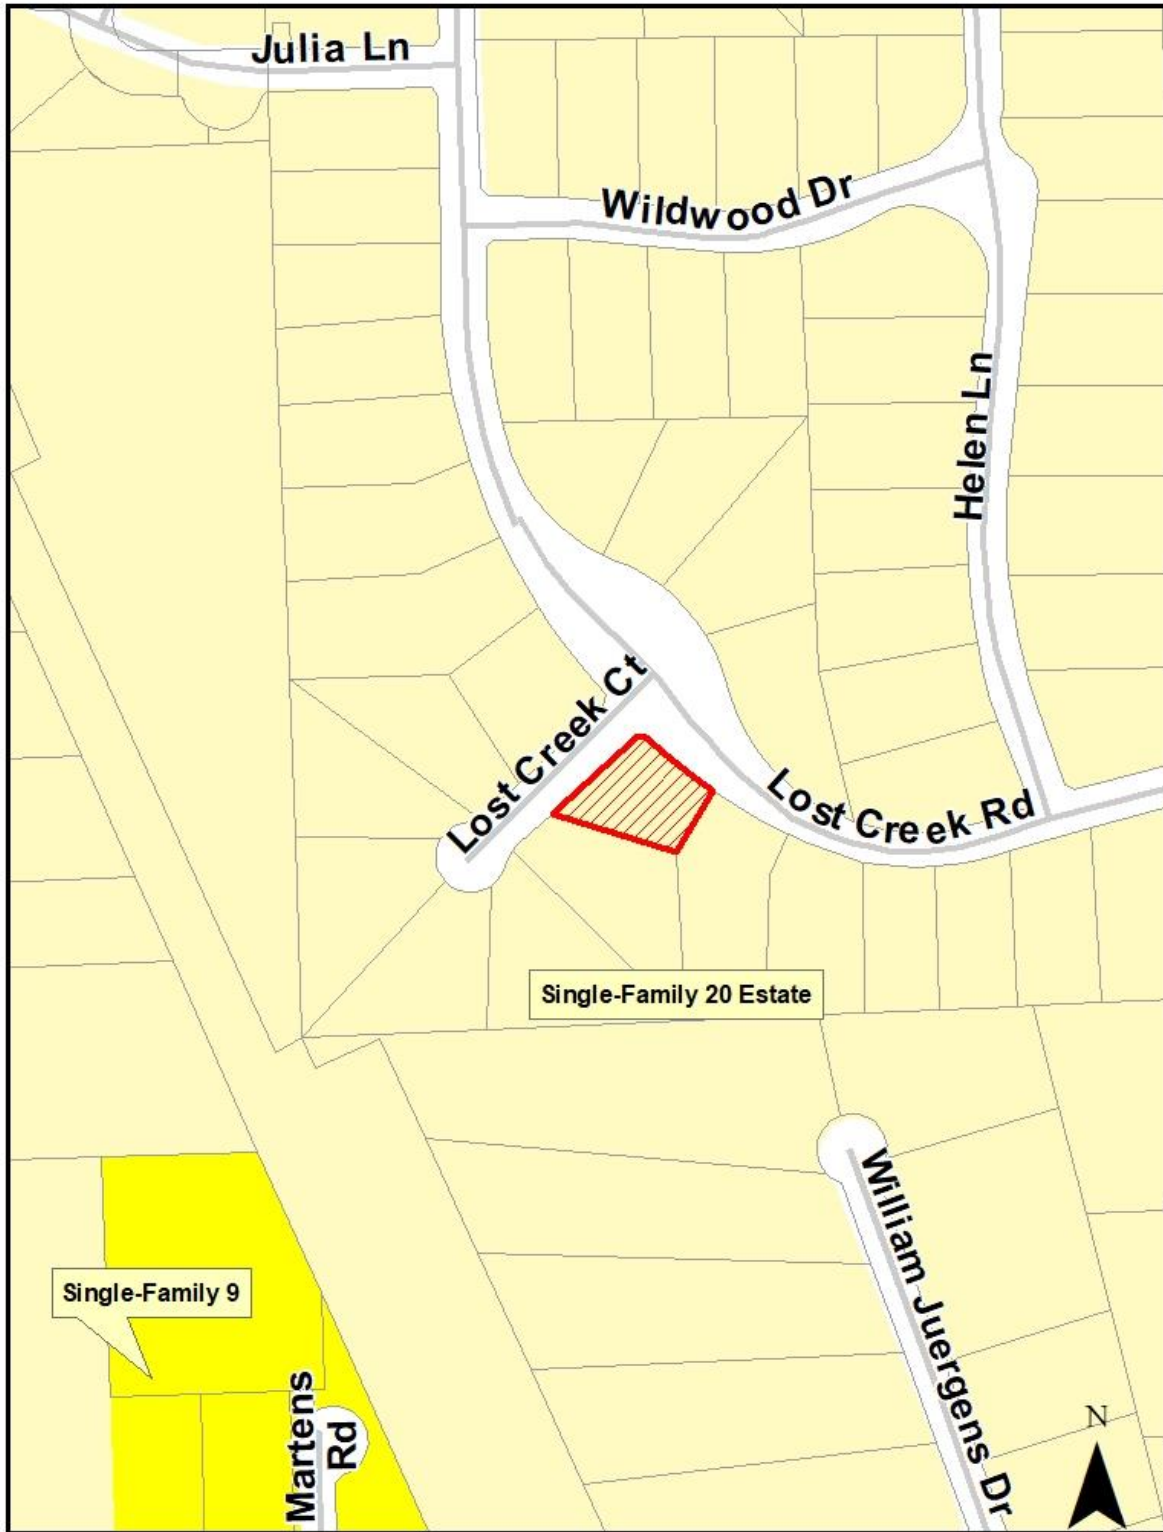 Julia Ln
Wildwood Dr
Helen Ln
Lost Creek Ct
Lost Creek Rd
Single-Family 20 Estate
William Juergens Dr
Single-Family 9
Martens
Rd
N